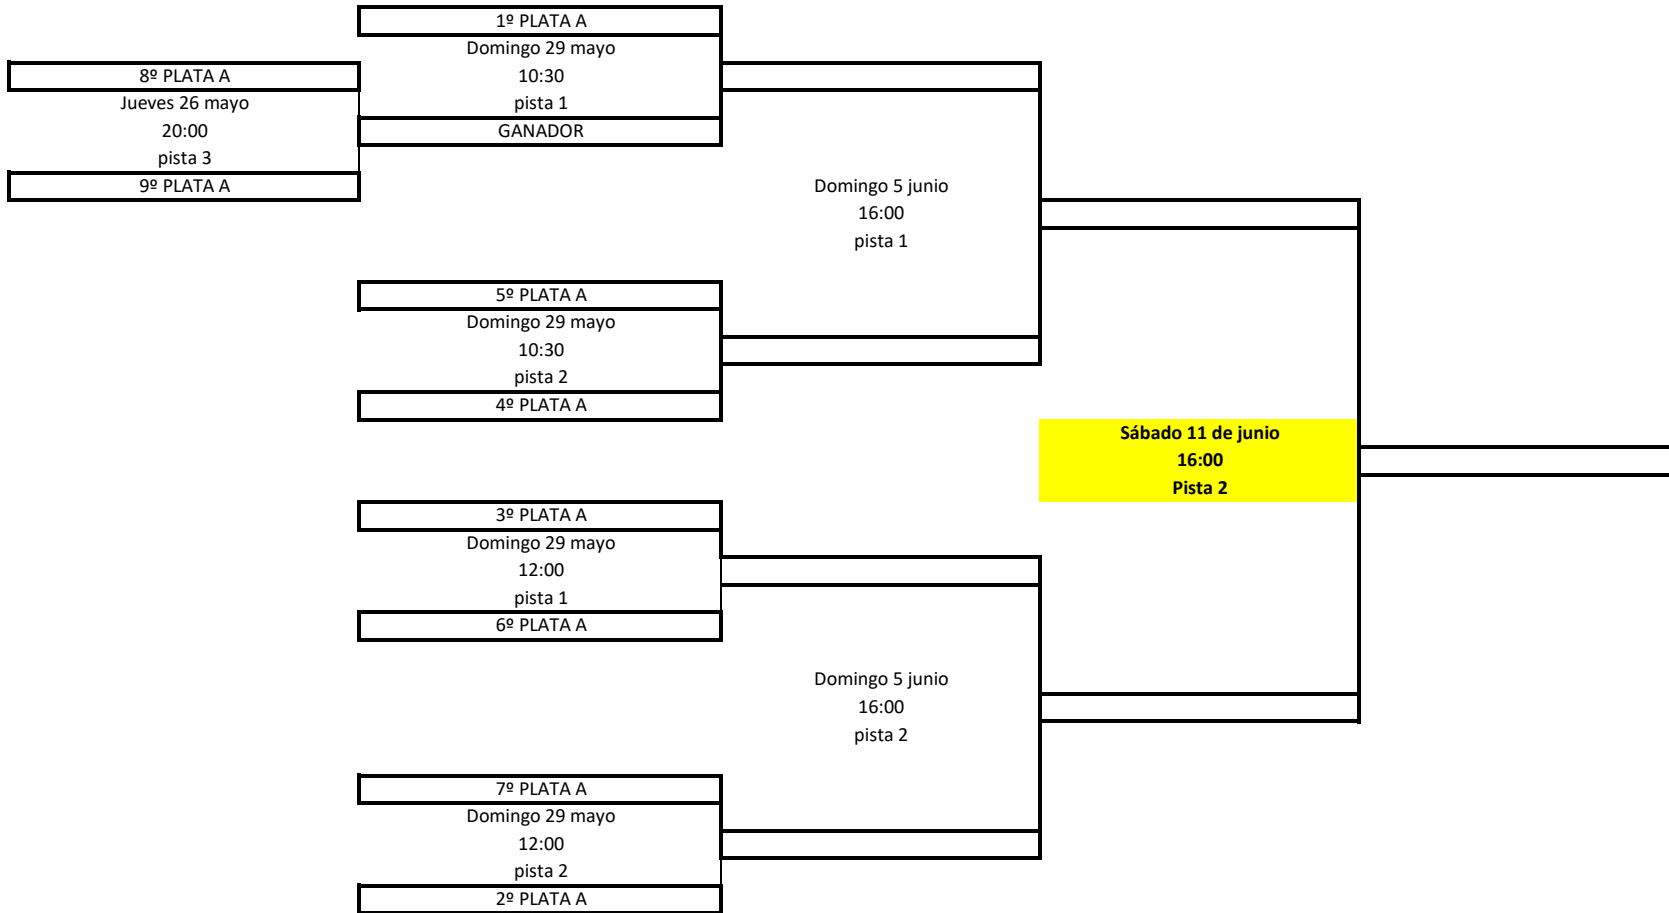 1º PLATA A
Domingo 29 mayo
10:30
pista 1
GANADOR
8º PLATA A
Jueves 26 mayo
20:00
pista 3
9º PLATA A
Domingo 5 junio
16:00
pista 1
5º PLATA A
Domingo 29 mayo
10:30
pista 2
4º PLATA A
Sábado 11 de junio
16:00
Pista 2
3º PLATA A
Domingo 29 mayo
12:00
pista 1
6º PLATA A
Domingo 5 junio
16:00
pista 2
7º PLATA A
Domingo 29 mayo
12:00
pista 2
2º PLATA A